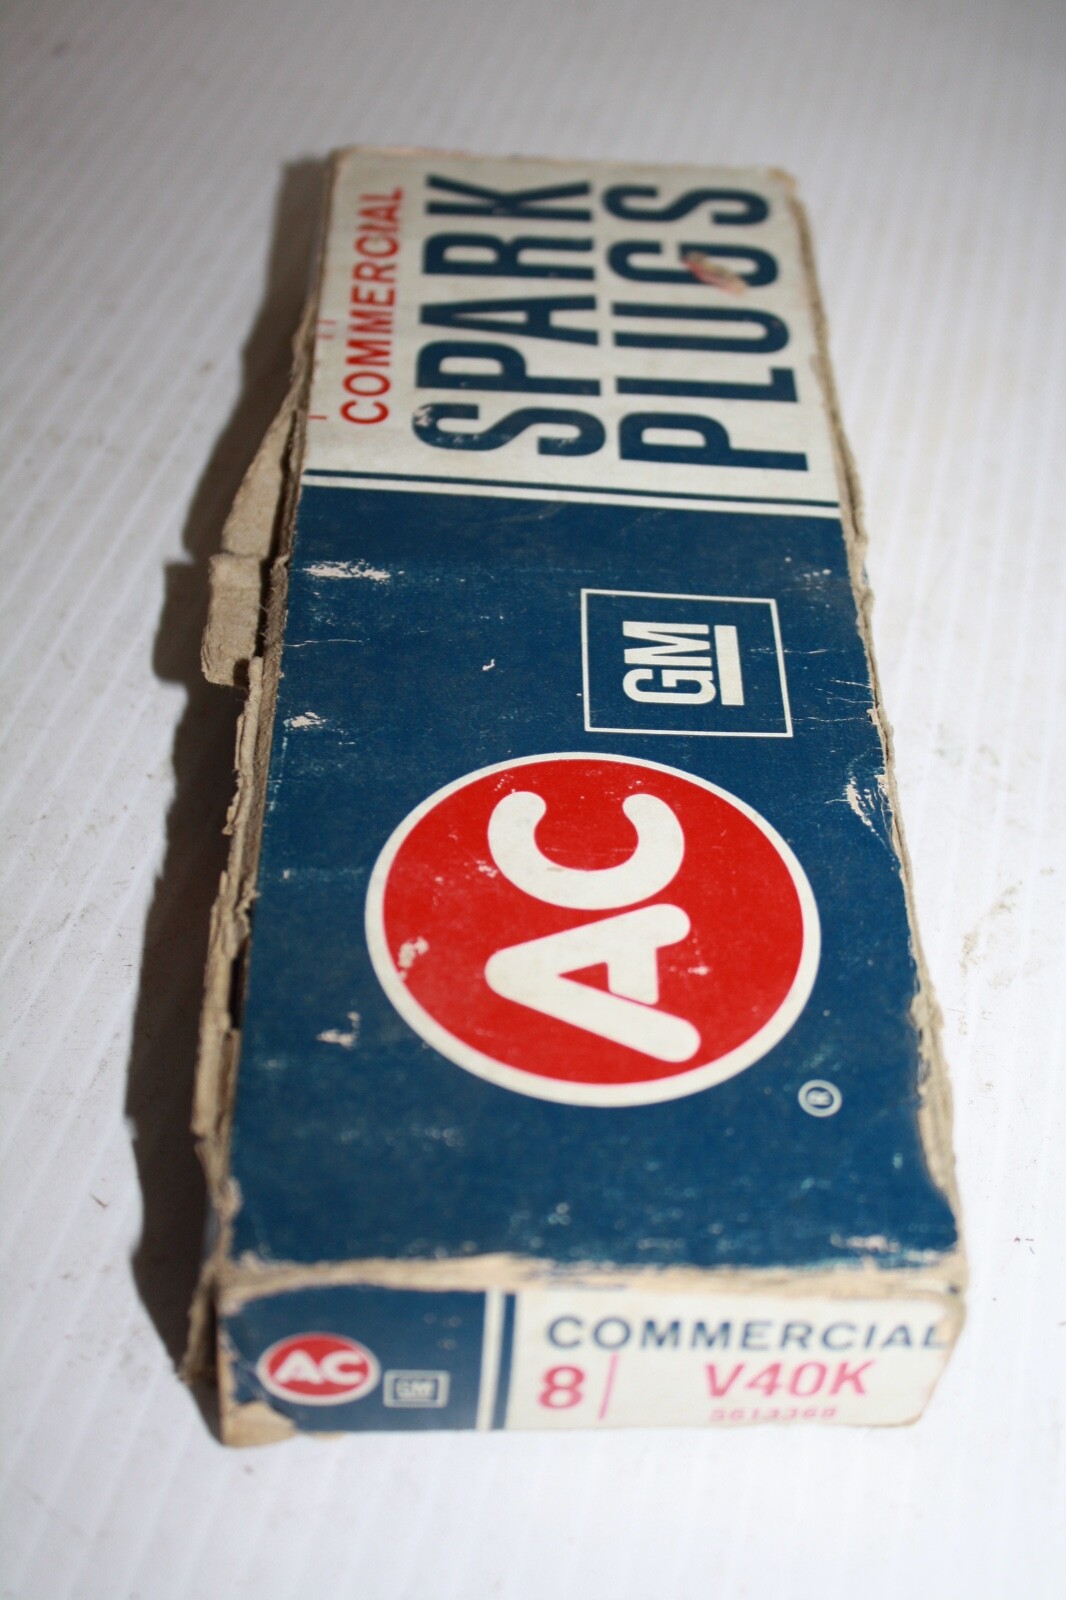 COMMERCIAL
SPARK
PLUGS
GM
AC
®
AC
GM
COMMERCIAL
8
V40K